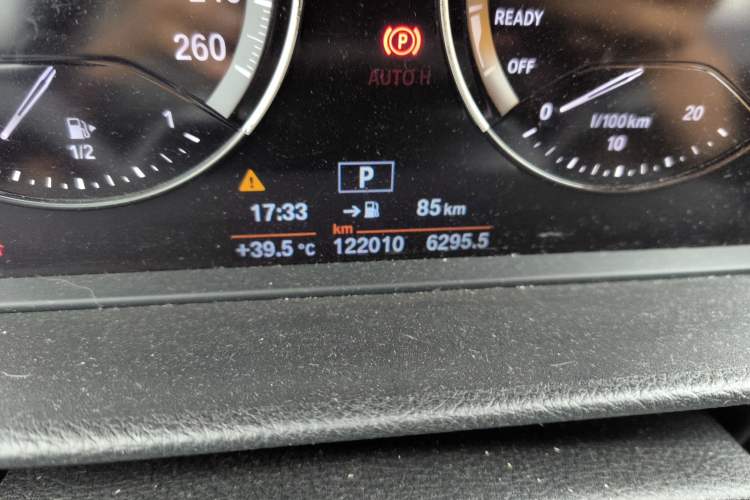 260
P
READY
AUTO H
OFF
1/2
1
0
l/100km
10
20
P
17:33
85 km
km
+39.5 °C
122010
6295.5